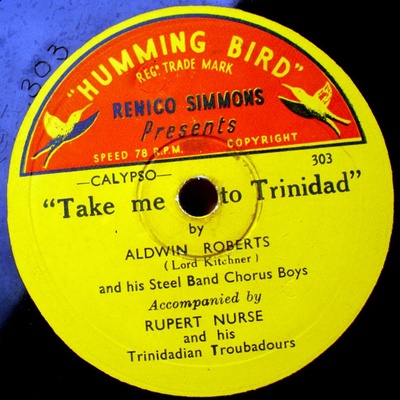 303
"HUMMING BIRD"
REG. TRADE MARK
RENICO SIMMONS
Presents
SPEED 78 R.P.M. COPYRIGHT
303
—CALYPSO—
"Take me to Trinidad"
by
ALDWIN ROBERTS
(Lord Kitchner)
and his Steel Band Chorus Boys
Accompanied by
RUPERT NURSE
and his
Trinidadian Troubadours